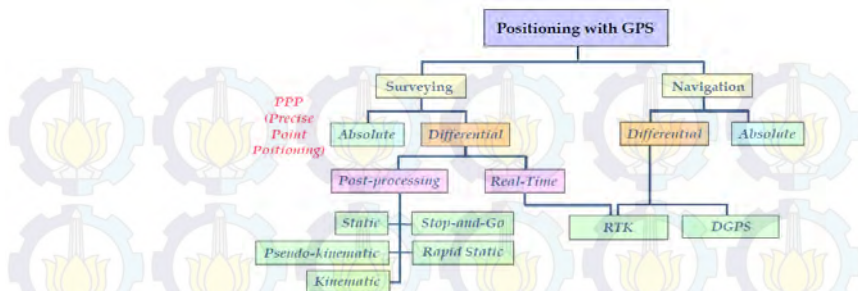 Positioning with GPS
Surveying
Navigation
PPP
(Precise
Point
Positioning)
Absolute
Differential
Differential
Absolute
Post-processing
Real-Time
Static
Stop-and-Go
RTK
DGPS
Pseudo-kinematic
Rapid Static
Kinematic